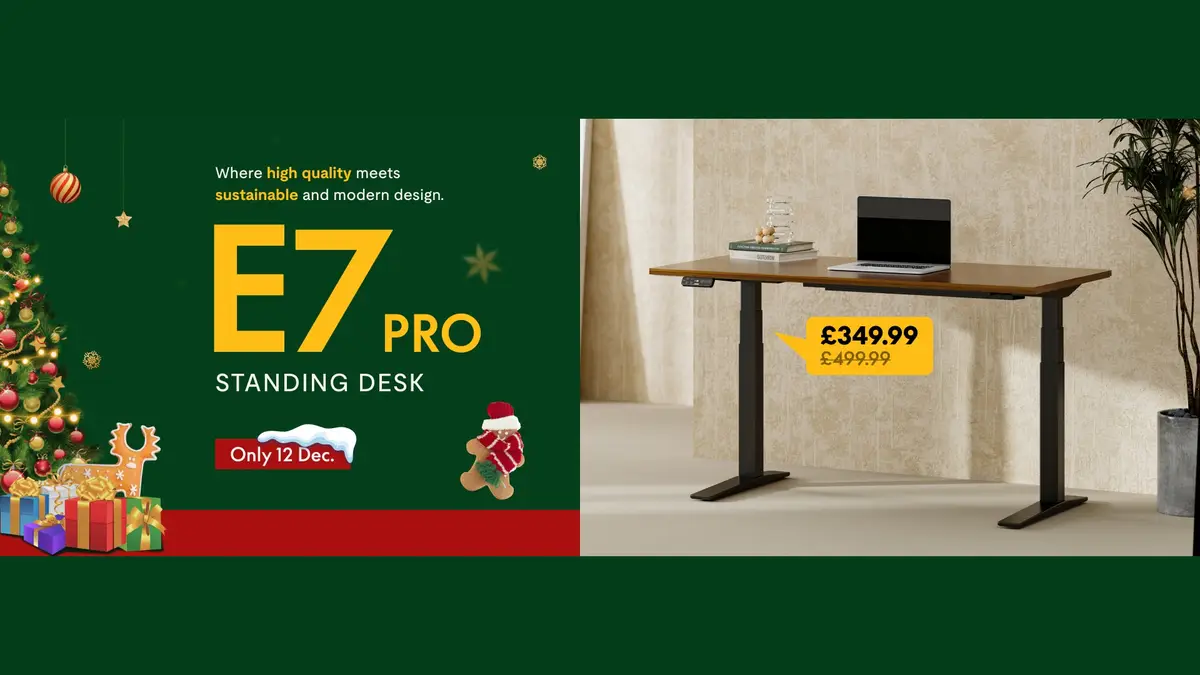 Where high quality meets
sustainable and modern design.
E7 PRO
STANDING DESK
Only 12 Dec.
£349.99
£499.99